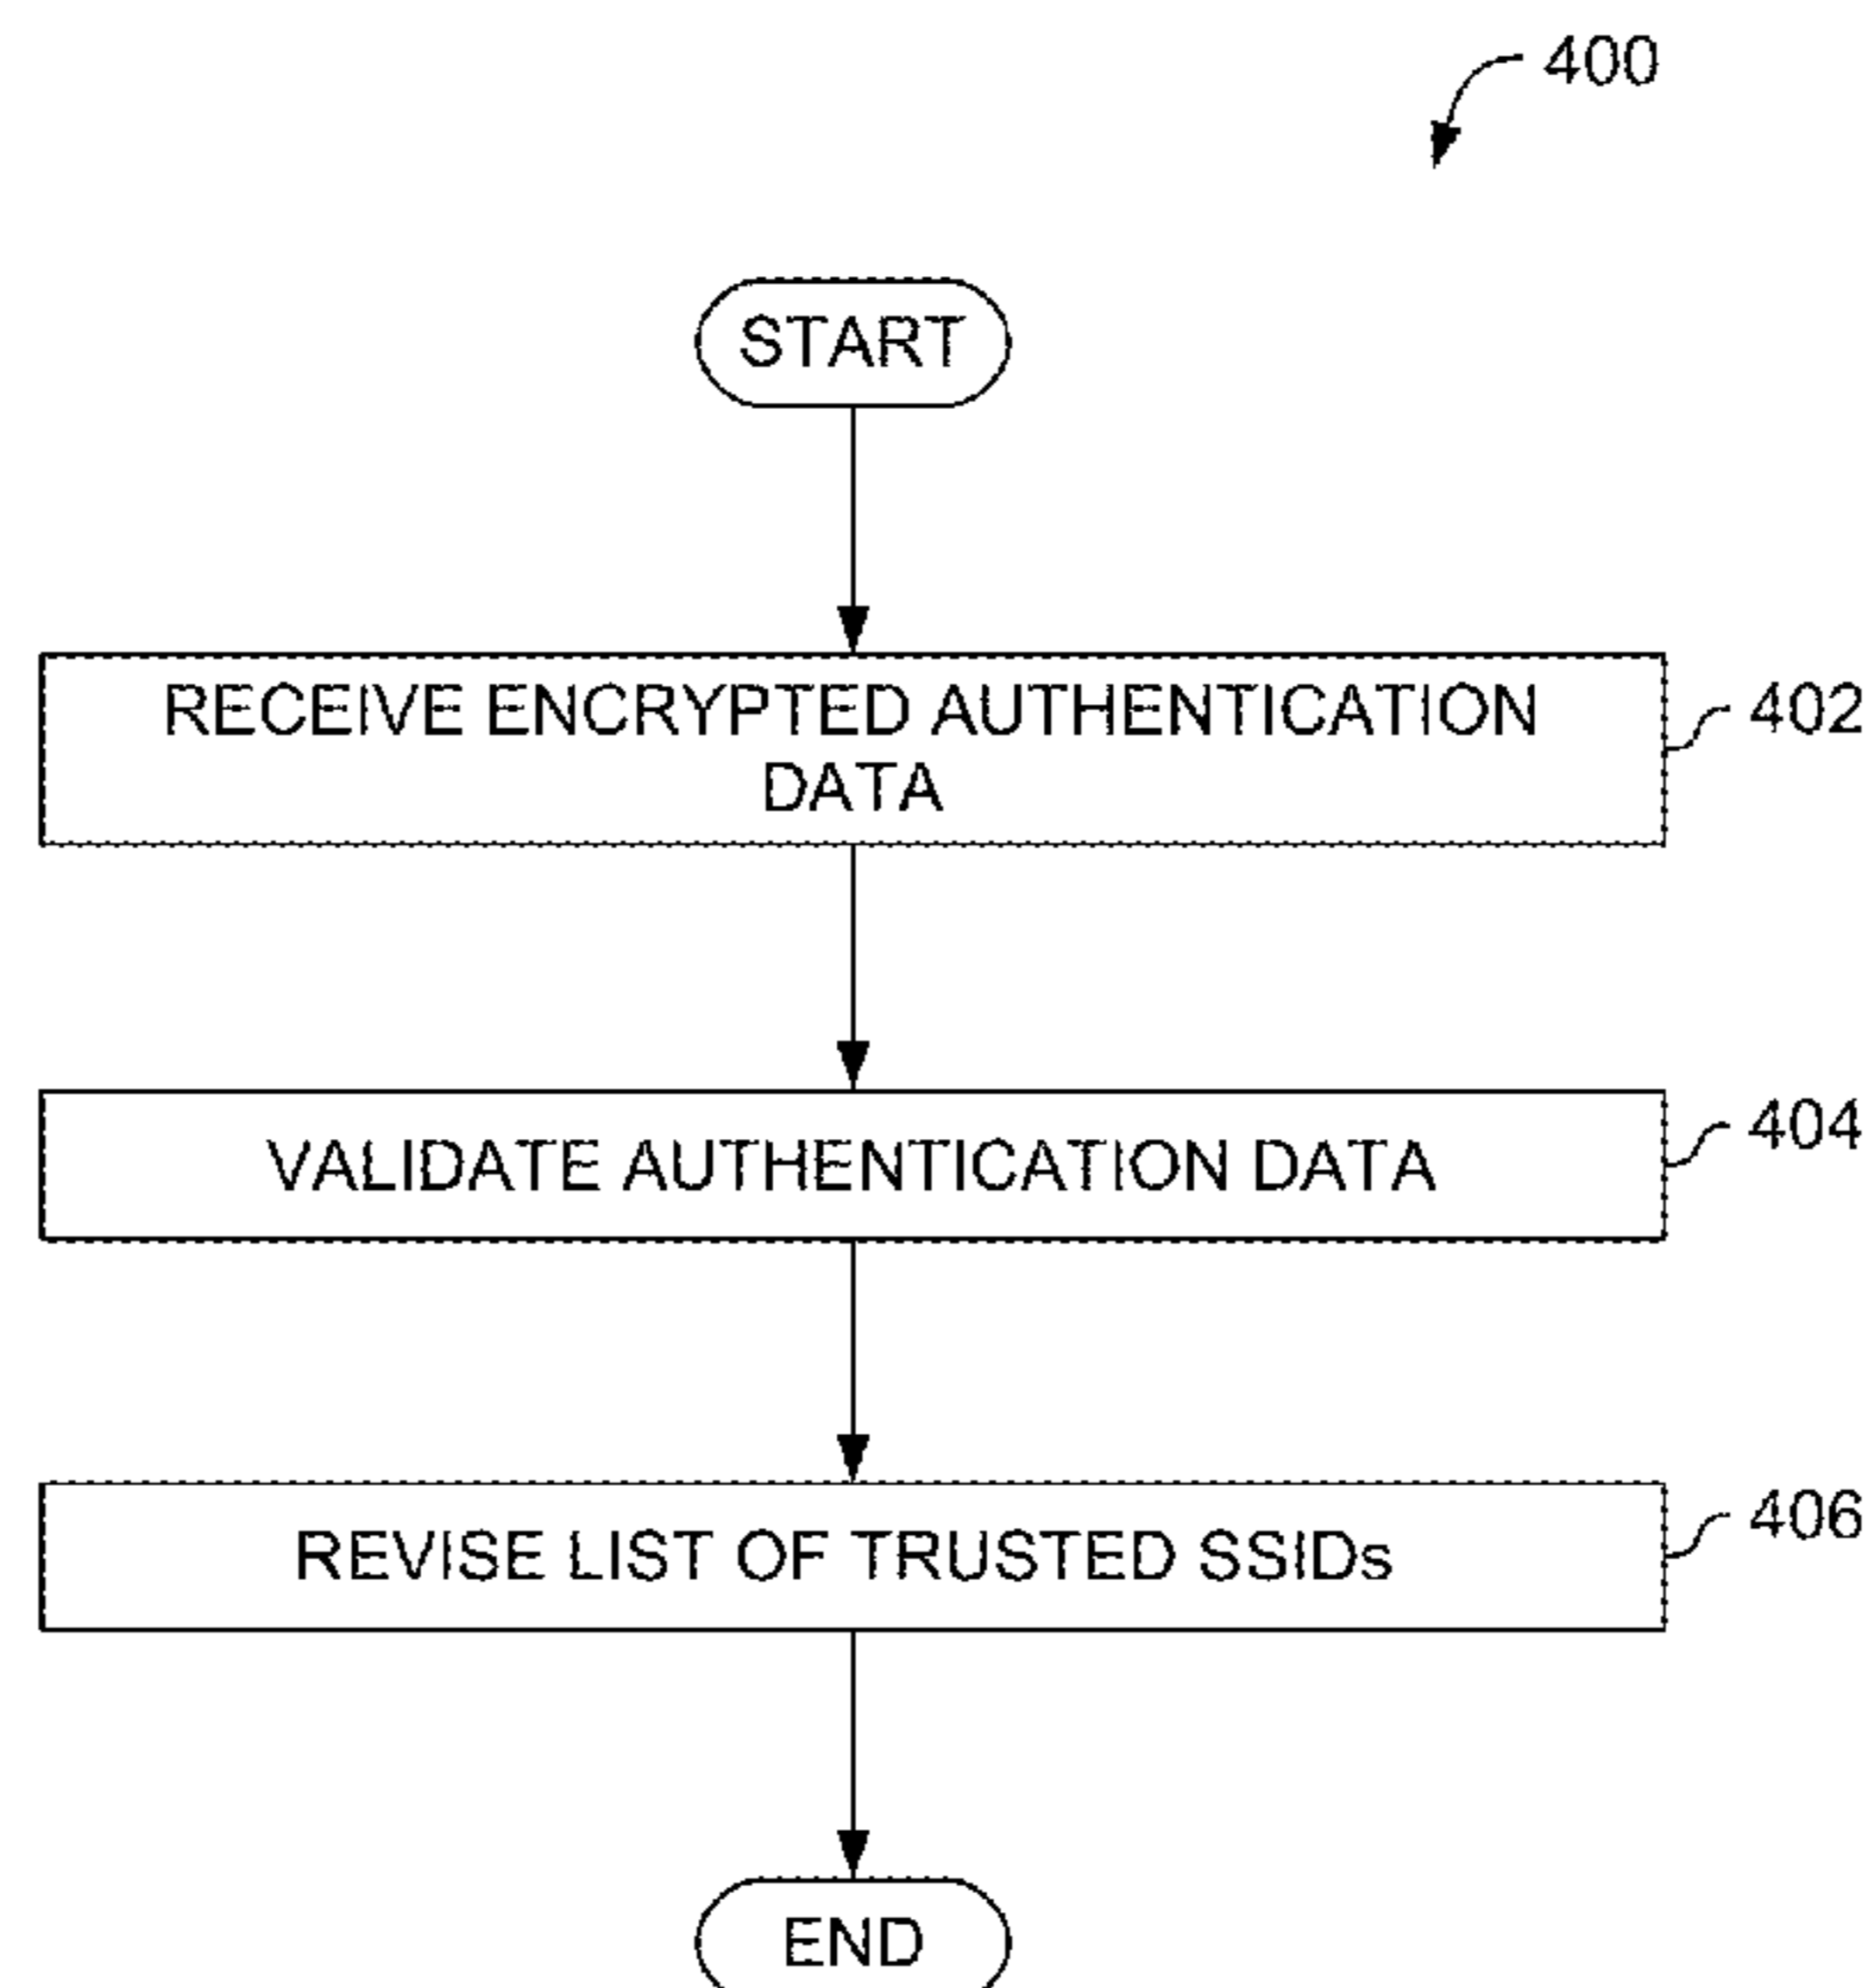 400
START
RECEIVE ENCRYPTED AUTHENTICATION
DATA
402
VALIDATE AUTHENTICATION DATA
404
REVISE LIST OF TRUSTED SSIDs
406
END